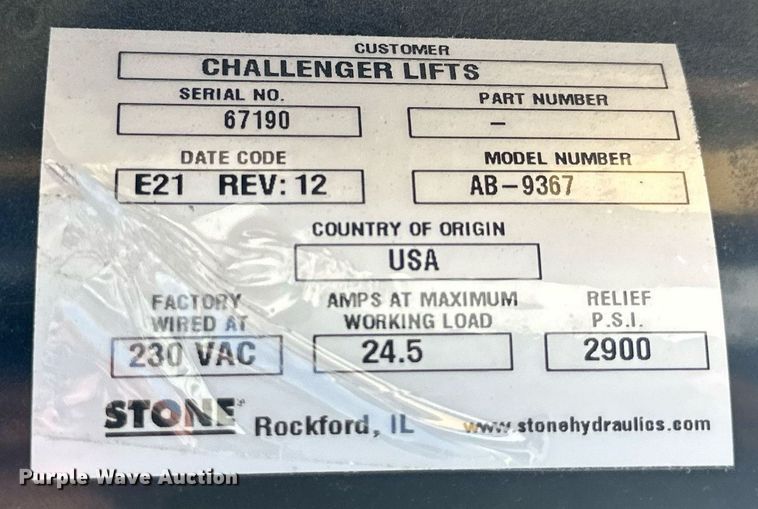 CUSTOMER
CHALLENGER LIFTS
SERIAL NO. PART NUMBER
67190 –
DATE CODE MODEL NUMBER
E21 REV: 12 AB-9367
COUNTRY OF ORIGIN
USA
FACTORY AMPS AT MAXIMUM RELIEF
WIRED AT WORKING LOAD P.S.I.
230 VAC 24.5 2900
STONE Rockford, IL www.stonehydraulics.com
Purple Wave Auction